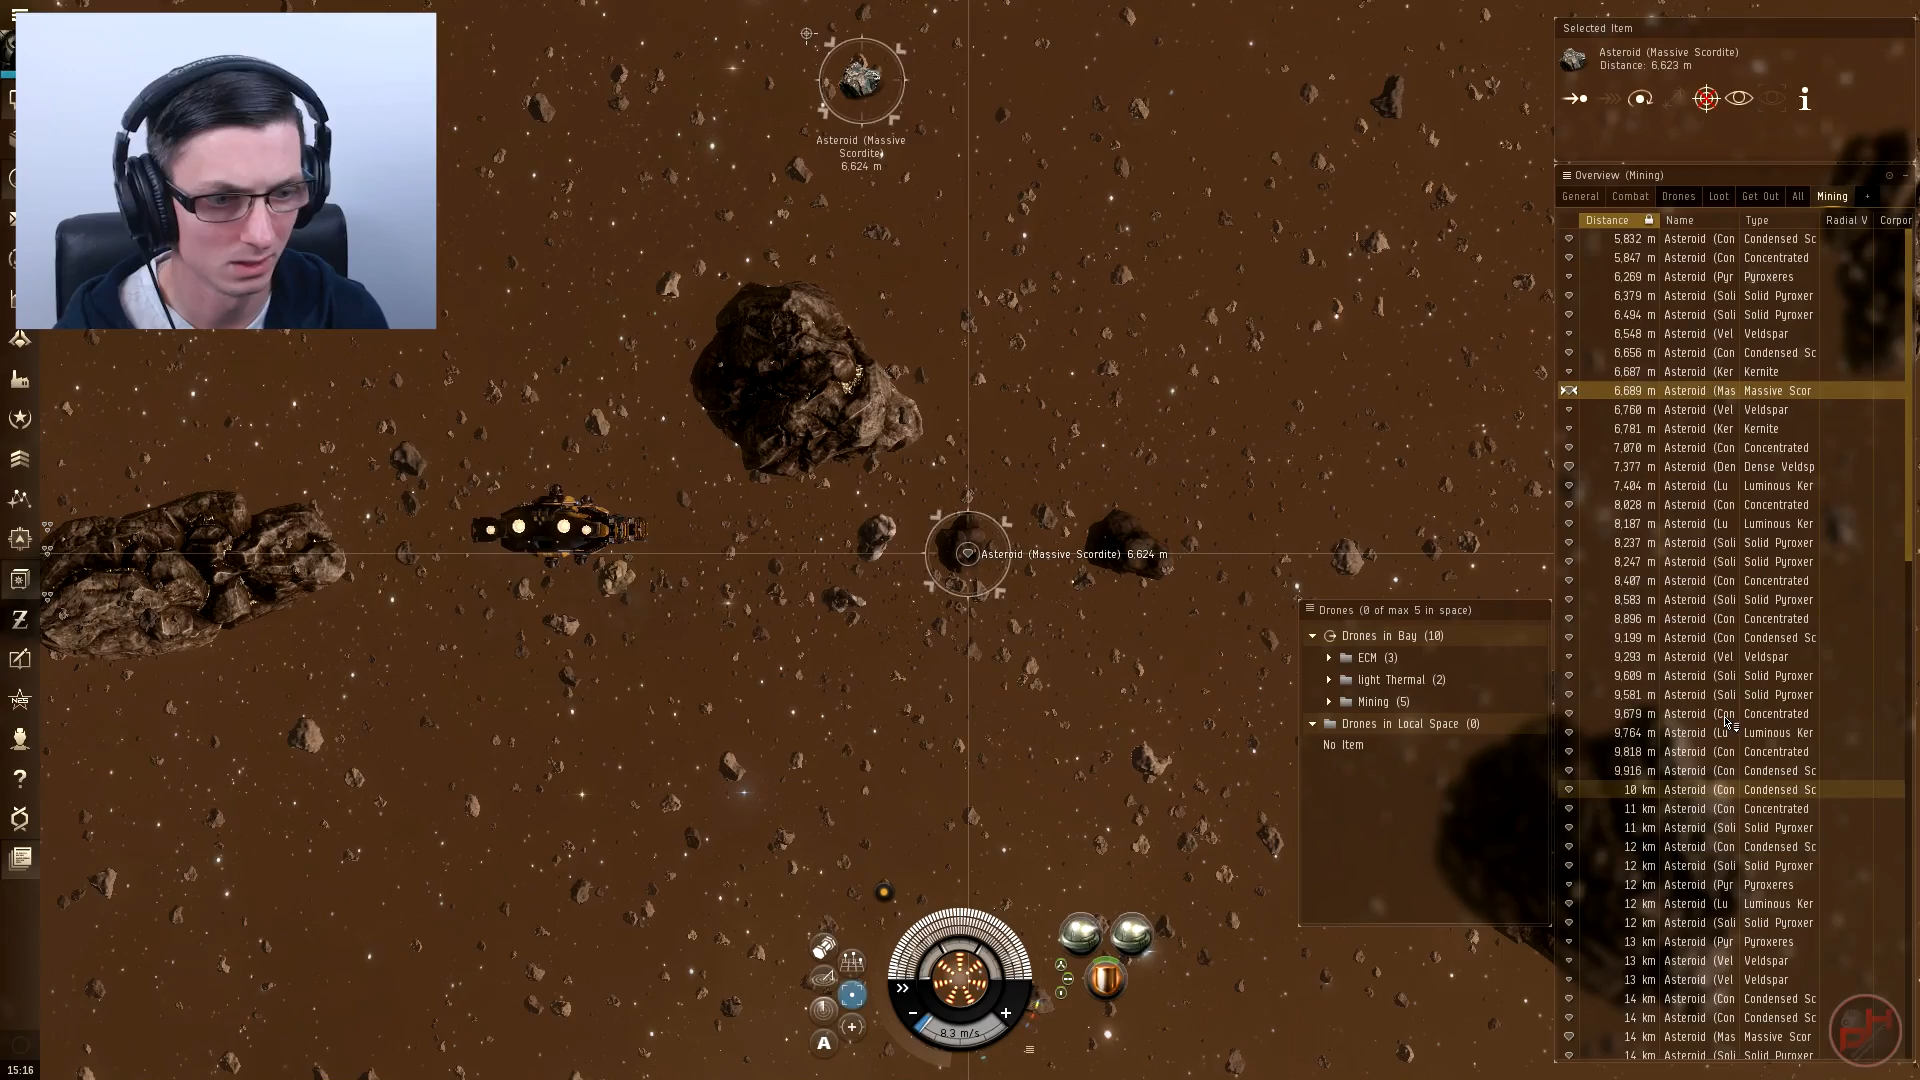 Asteroid (Massive
Scordite)
6.624 m
Asteroid (Massive Scordite) 6.624 m
Selected Item
Asteroid (Massive Scordite)
Distance: 6.623 m
i
Overview (Mining)
General Combat Drones Loot Get Out All Mining +
Distance Name Type Radial V Corpor
5,832 m Asteroid (Con Condensed Sc
5,847 m Asteroid (Con Concentrated
6,269 m Asteroid (Pyr Pyroxeres
6,379 m Asteroid (Soli Solid Pyroxer
6,494 m Asteroid (Soli Solid Pyroxer
6,548 m Asteroid (Vel Veldspar
6,656 m Asteroid (Con Condensed Sc
6,687 m Asteroid (Ker Kernite
6,689 m Asteroid (Mas Massive Scor
6,760 m Asteroid (Vel Veldspar
6,781 m Asteroid (Ker Kernite
7,070 m Asteroid (Con Concentrated
7,377 m Asteroid (Den Dense Veldsp
7,404 m Asteroid (Lu Luminous Ker
8,028 m Asteroid (Con Concentrated
8,187 m Asteroid (Lu Luminous Ker
8,237 m Asteroid (Soli Solid Pyroxer
8,247 m Asteroid (Soli Solid Pyroxer
8,407 m Asteroid (Con Concentrated
8,583 m Asteroid (Soli Solid Pyroxer
8,896 m Asteroid (Con Concentrated
9,199 m Asteroid (Con Condensed Sc
9,293 m Asteroid (Vel Veldspar
9,609 m Asteroid (Soli Solid Pyroxer
9,581 m Asteroid (Soli Solid Pyroxer
9,679 m Asteroid (Con Concentrated
9,764 m Asteroid (Lu Luminous Ker
9,818 m Asteroid (Con Concentrated
9,916 m Asteroid (Con Condensed Sc
10 km Asteroid (Con Condensed Sc
11 km Asteroid (Con Concentrated
11 km Asteroid (Soli Solid Pyroxer
12 km Asteroid (Con Condensed Sc
12 km Asteroid (Soli Solid Pyroxer
12 km Asteroid (Pyr Pyroxeres
12 km Asteroid (Lu Luminous Ker
12 km Asteroid (Soli Solid Pyroxer
13 km Asteroid (Pyr Pyroxeres
13 km Asteroid (Vel Veldspar
13 km Asteroid (Vel Veldspar
14 km Asteroid (Con Condensed Sc
14 km Asteroid (Con Condensed Sc
14 km Asteroid (Mas Massive Scor
14 km Asteroid (Soli Solid Pyroxer
Drones (0 of max 5 in space)
Drones in Bay (10)
ECM (3)
light Thermal (2)
Mining (5)
Drones in Local Space (0)
No Item
8.3 m/s
A
15:16